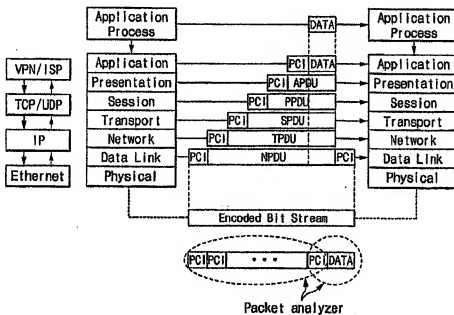 Application
Process
DATA
Application
Process
VPN/ISP
TCP/UDP
IP
Ethernet
Application
PCI DATA
Application
Presentation
PCI APDU
Presentation
Session
PCI PPDU
Session
Transport
PCI SPDU
Transport
Network
PCI TPDU
Network
Data Link
PCI NPDU PCI
Data Link
Physical
Physical
Encoded Bit Stream
PCI PCI • • • PCI DATA
Packet analyzer